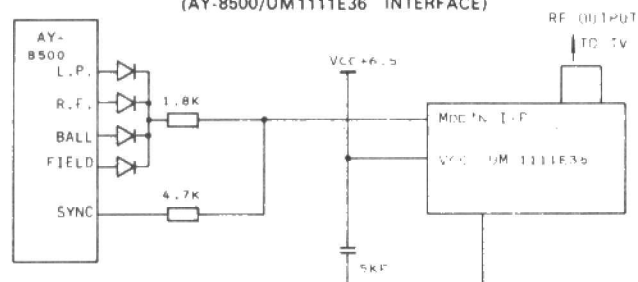 (AY-8500/UM1111E36 INTERFACE)
RF OUTPUT
TO TV
AY-
8500
L.P.
R.F.
BALL
FIELD
SYNC
1.8K
4.7K
VCC+6.5
MOD'N I-P
VCC UM 1111E36